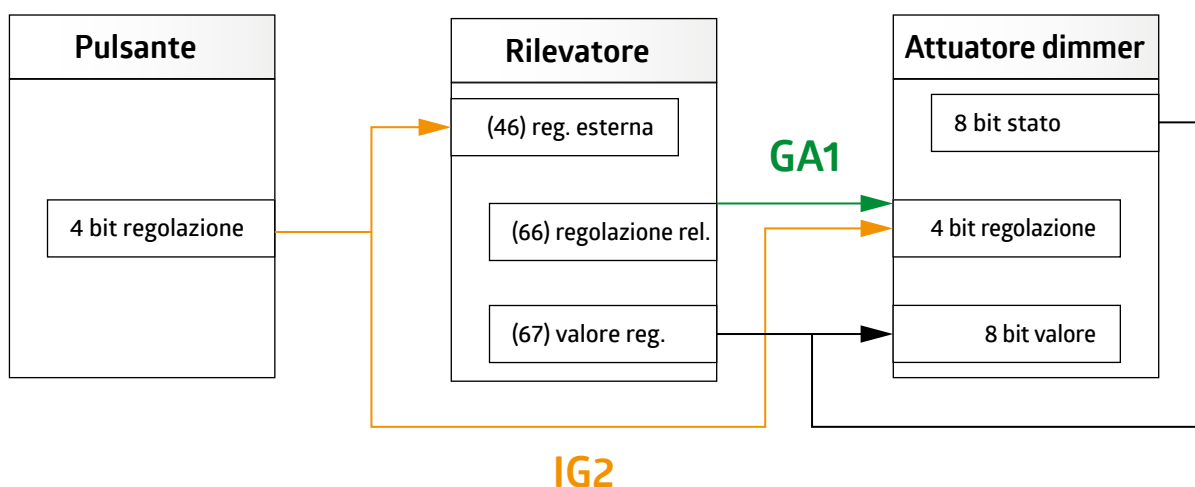 Pulsante
4 bit regolazione
Rilevatore
(46) reg. esterna
(66) regolazione rel.
(67) valore reg.
GA1
IG2
Attuatore dimmer
8 bit stato
4 bit regolazione
8 bit valore